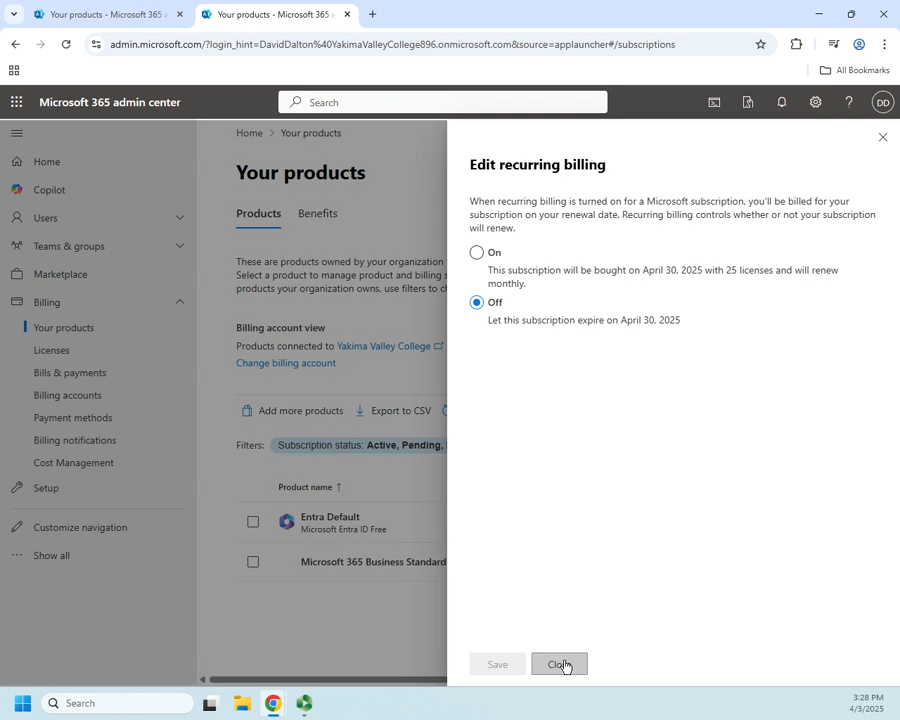 Your products - Microsoft 365 a
Your products - Microsoft 365 a
admin.microsoft.com/?login_hint=DavidDalton%40YakimaValleyCollege896.onmicrosoft.com&source=applauncher#/subscriptions
All Bookmarks
Microsoft 365 admin center
Search
DD
Home
Copilot
Users
Teams & groups
Marketplace
Billing
Your products
Licenses
Bills & payments
Billing accounts
Payment methods
Billing notifications
Cost Management
Setup
Customize navigation
Show all
Home > Your products
Your products
Products Benefits
These are products owned by your organization
Select a product to manage product and billing s
products your organization owns, use filters to ch
Billing account view
Products connected to Yakima Valley College
Change billing account
Add more products Export to CSV
Filters: Subscription status: Active, Pending,
Product name ↑
Entra Default
Microsoft Entra ID Free
Microsoft 365 Business Standard
Edit recurring billing
When recurring billing is turned on for a Microsoft subscription, you'll be billed for your
subscription on your renewal date. Recurring billing controls whether or not your subscription
will renew.
On
This subscription will be bought on April 30, 2025 with 25 licenses and will renew
monthly.
Off
Let this subscription expire on April 30, 2025
Save Close
Search
3:28 PM
4/3/2025